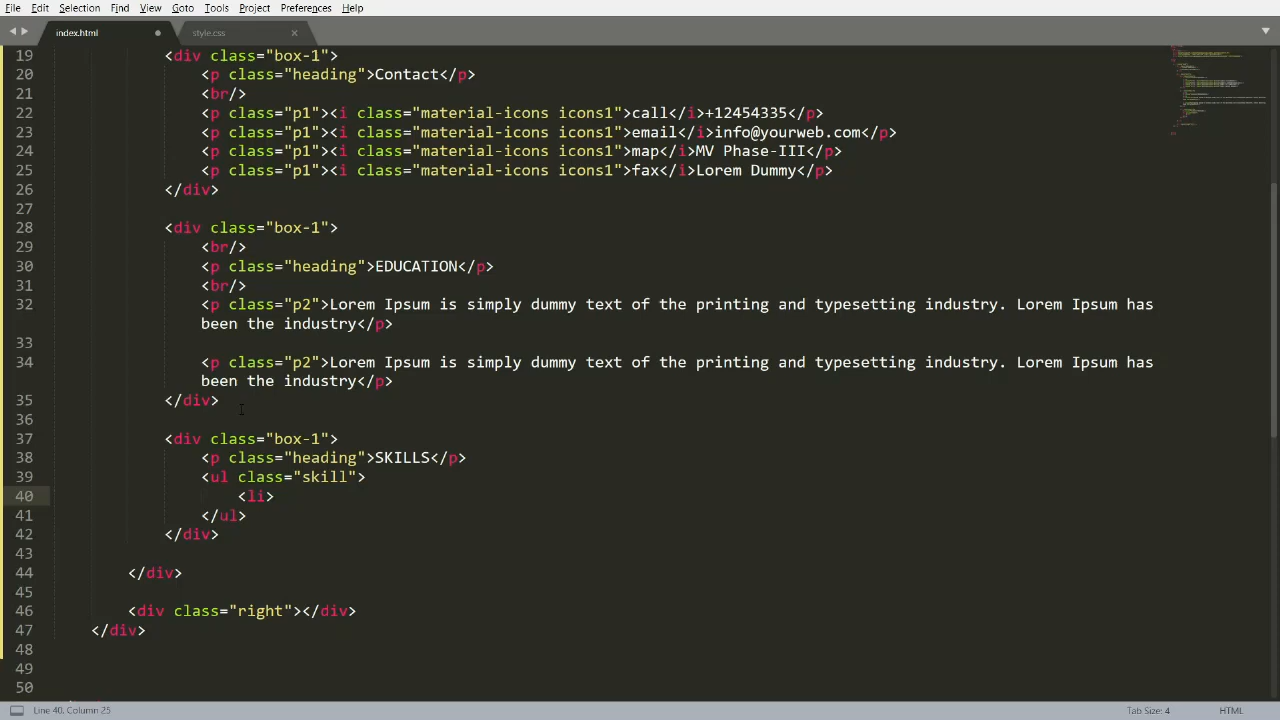 File Edit Selection Find View Goto Tools Project Preferences Help
index.html style.css
19 <div class="box-1">
20 <p class="heading">Contact</p>
21 <br/>
22 <p class="p1"><i class="material-icons icons1">call</i>+12454335</p>
23 <p class="p1"><i class="material-icons icons1">email</i>info@yourweb.com</p>
24 <p class="p1"><i class="material-icons icons1">map</i>MV Phase-III</p>
25 <p class="p1"><i class="material-icons icons1">fax</i>Lorem Dummy</p>
26 </div>
27
28 <div class="box-1">
29 <br/>
30 <p class="heading">EDUCATION</p>
31 <br/>
32 <p class="p2">Lorem Ipsum is simply dummy text of the printing and typesetting industry. Lorem Ipsum has
been the industry</p>
33
34 <p class="p2">Lorem Ipsum is simply dummy text of the printing and typesetting industry. Lorem Ipsum has
been the industry</p>
35 </div>
36
37 <div class="box-1">
38 <p class="heading">SKILLS</p>
39 <ul class="skill">
40 <li>
41 </ul>
42 </div>
43
44 </div>
45
46 <div class="right"></div>
47 </div>
48
49
50
Line 40, Column 25 Tab Size: 4 HTML